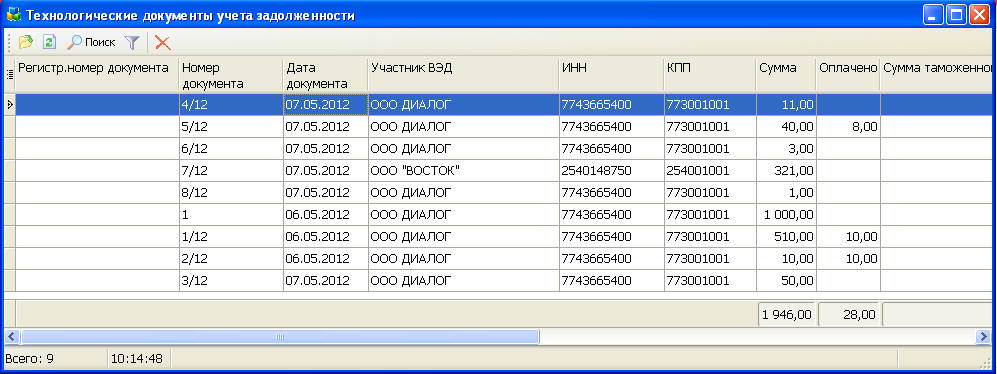 Технологические документы учета задолженности
Поиск
Регистр.номер документа Номер документа Дата документа Участник ВЭД ИНН КПП Сумма Оплачено Сумма таможенног
4/12 07.05.2012 ООО ДИАЛОГ 7743665400 773001001 11,00
5/12 07.05.2012 ООО ДИАЛОГ 7743665400 773001001 40,00 8,00
6/12 07.05.2012 ООО ДИАЛОГ 7743665400 773001001 3,00
7/12 07.05.2012 ООО "ВОСТОК" 2540148750 254001001 321,00
8/12 07.05.2012 ООО ДИАЛОГ 7743665400 773001001 1,00
1 06.05.2012 ООО ДИАЛОГ 7743665400 773001001 1 000,00
1/12 06.05.2012 ООО ДИАЛОГ 7743665400 773001001 510,00 10,00
2/12 06.05.2012 ООО ДИАЛОГ 7743665400 773001001 10,00 10,00
3/12 07.05.2012 ООО ДИАЛОГ 7743665400 773001001 50,00
1 946,00 28,00
Всего: 9 10:14:48